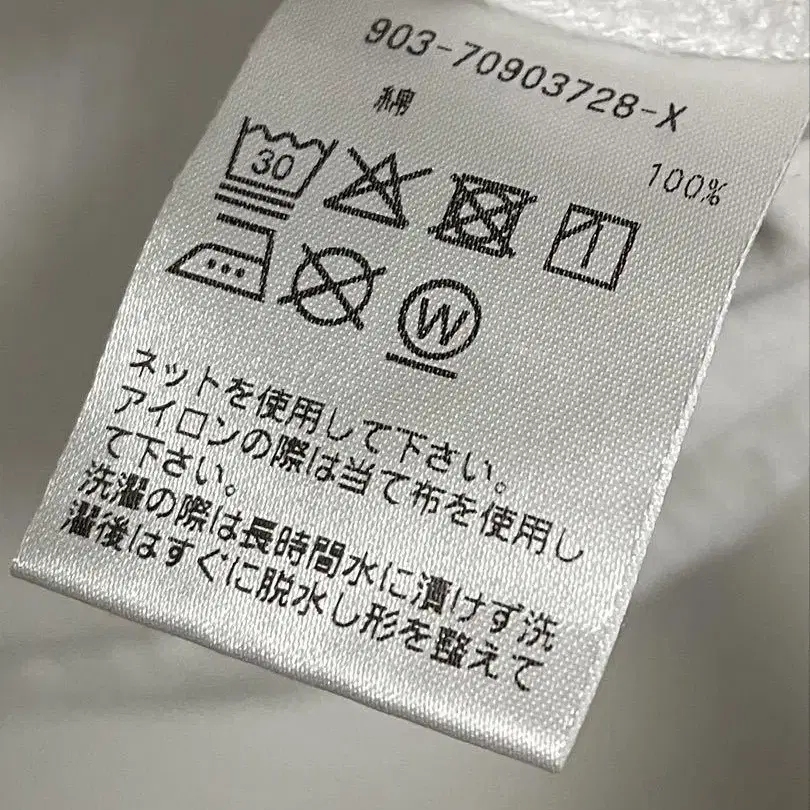 903-70903728-X
綿 100%
30
W
ネットを使用して下さい。
アイロンの際は当て布を使用し
て下さい。
洗濯の際は長時間水に漬けず洗
濯後はすぐに脱水し形を整えて